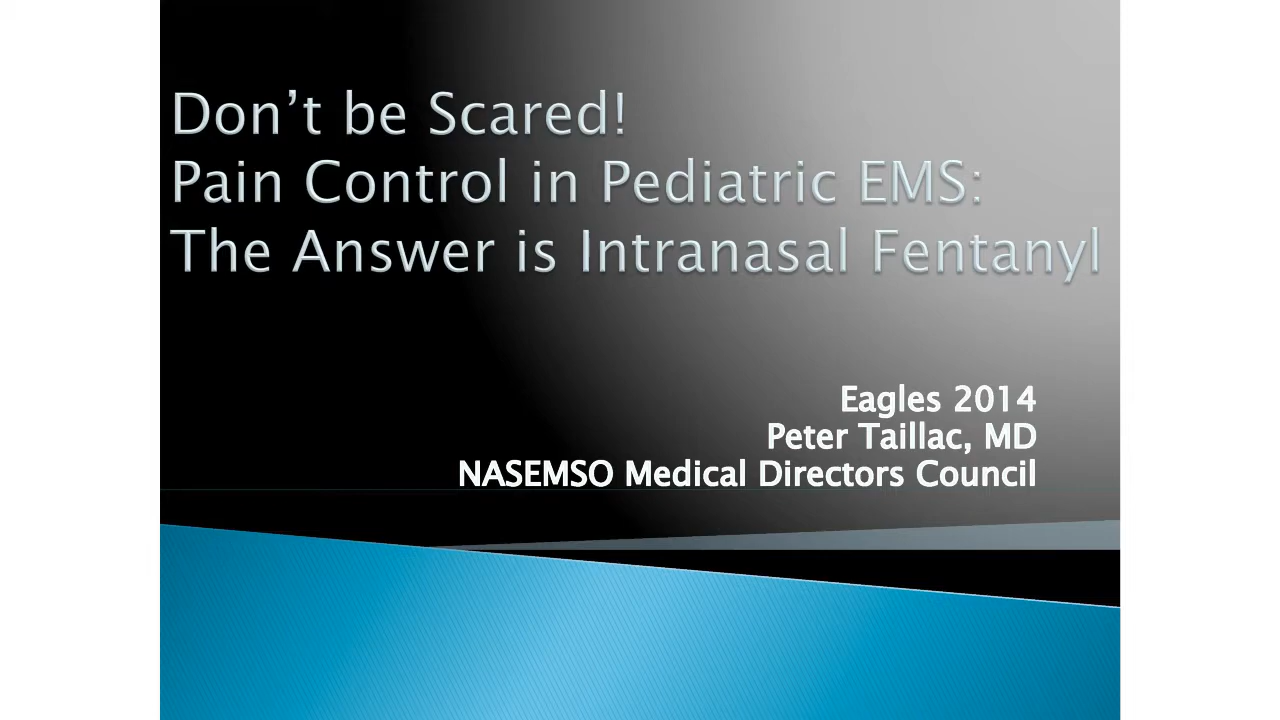 Don’t be Scared!
Pain Control in Pediatric EMS:
The Answer is Intranasal Fentanyl
Eagles 2014
Peter Taillac, MD
NASEMSO Medical Directors Council